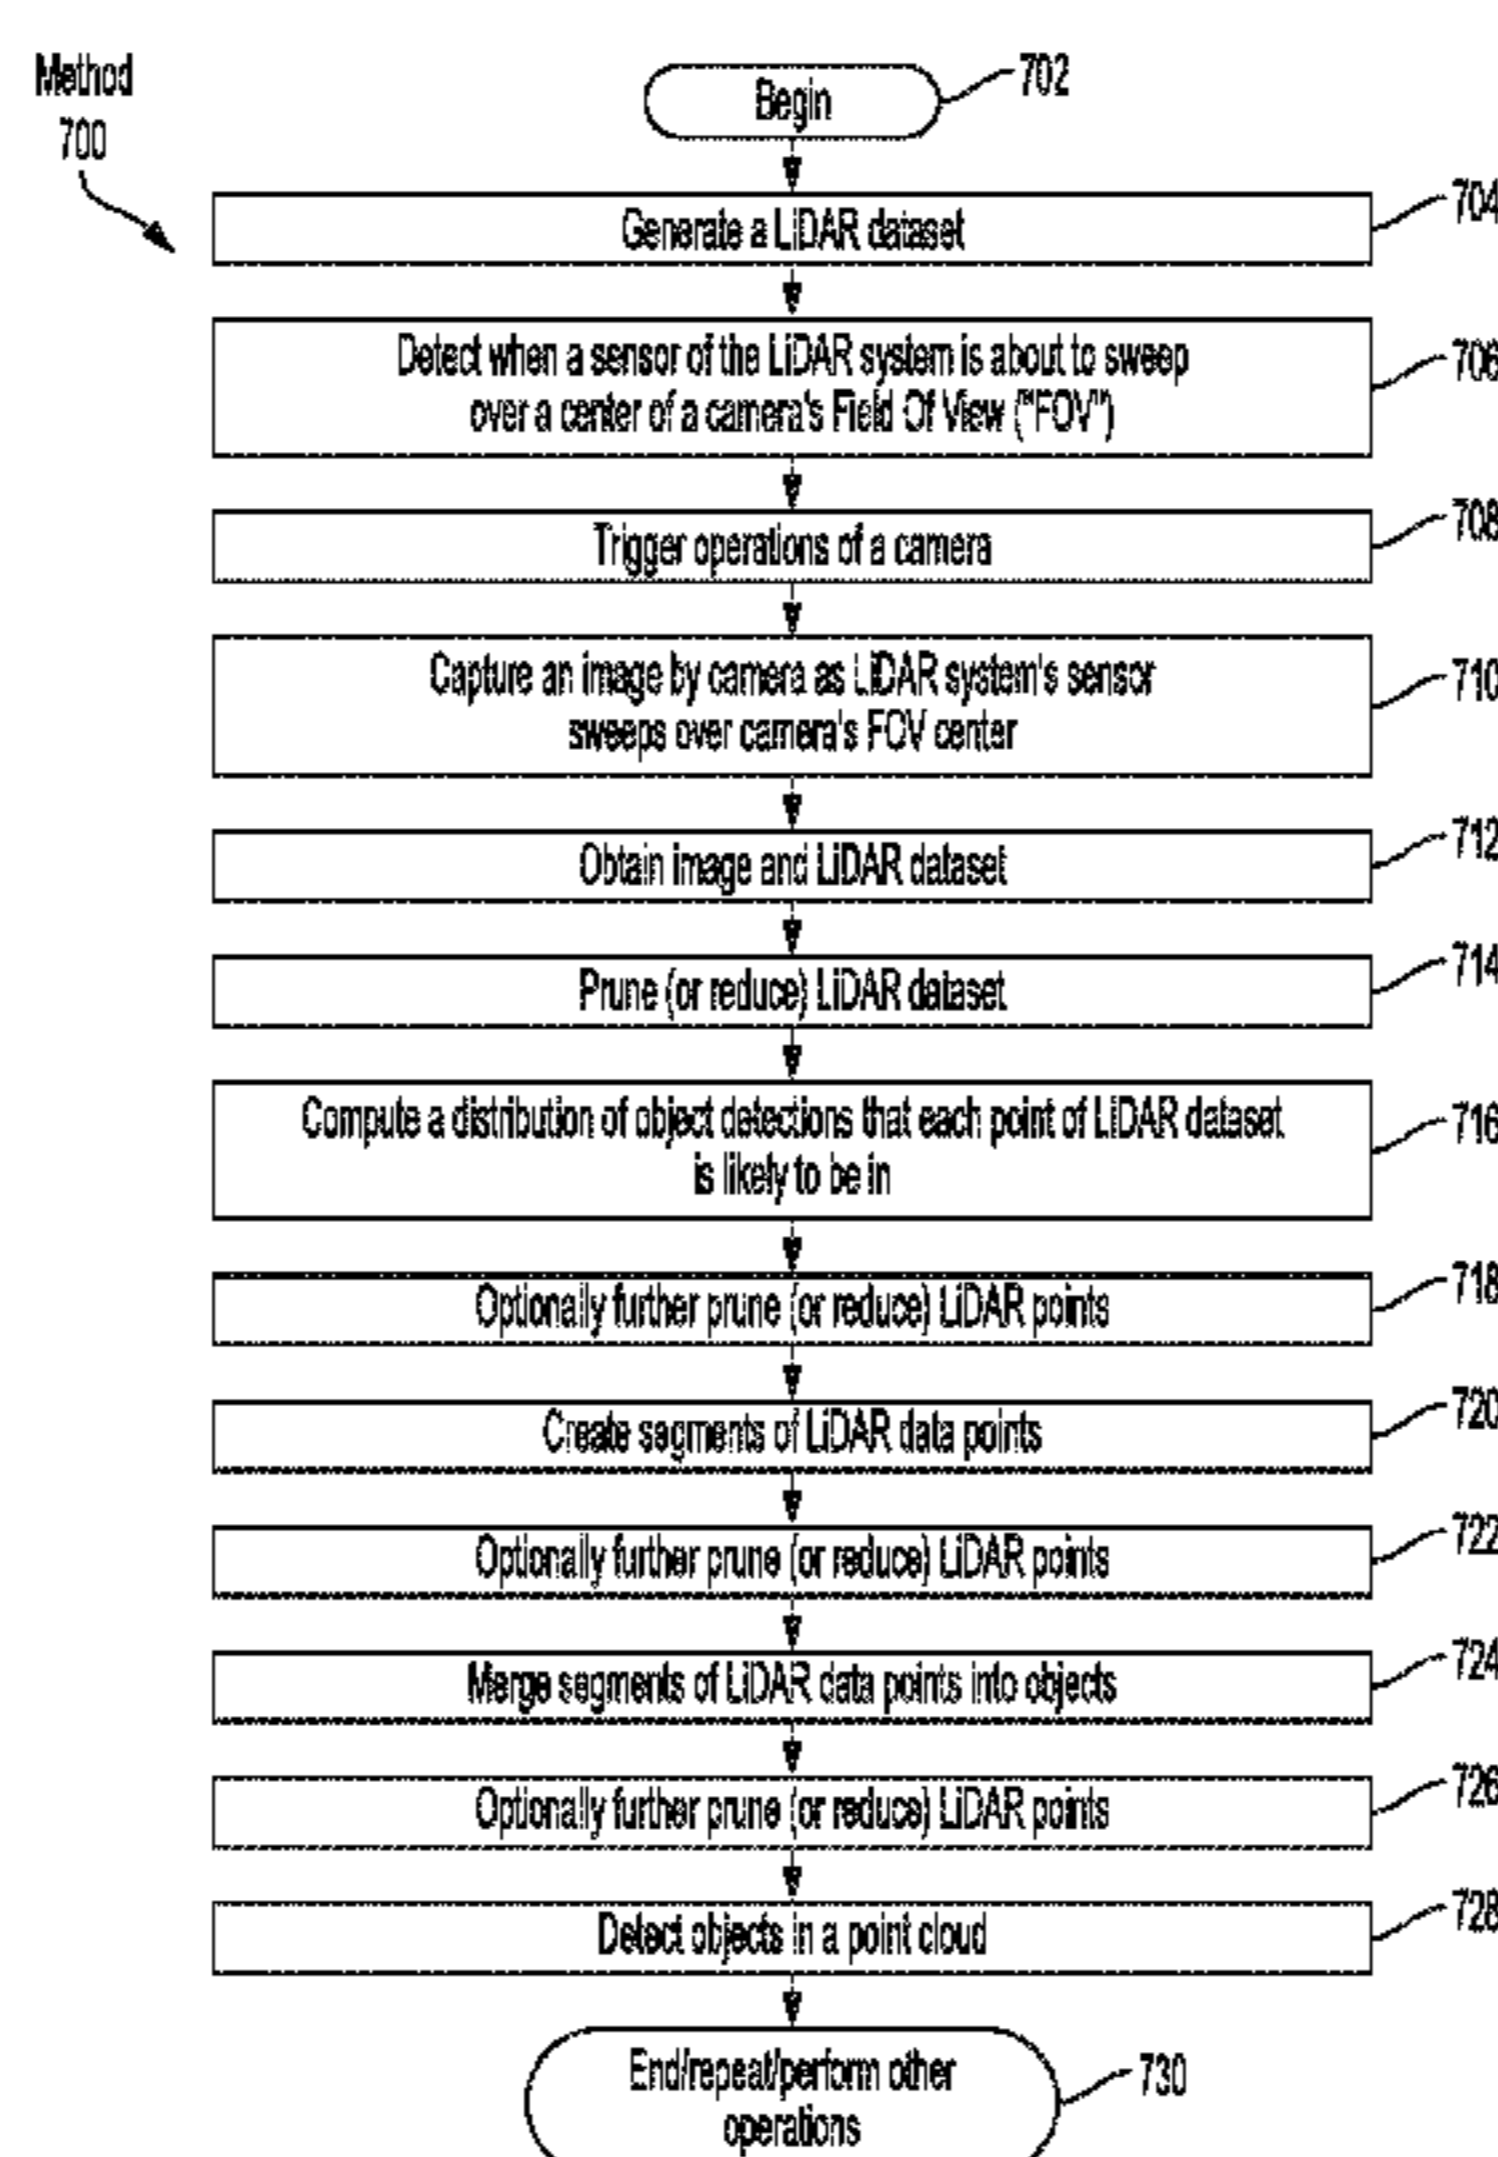 Method
700
Begin
702
Generate a LiDAR dataset
704
Detect when a sensor of the LiDAR system is about to sweep
over a center of a camera's Field Of View ("FOV")
706
Trigger operations of a camera
708
Capture an image by camera as LiDAR system's sensor
sweeps over camera's FOV center
710
Obtain image and LiDAR dataset
712
Prune (or reduce) LiDAR dataset
714
Compute a distribution of object detections that each point of LiDAR dataset
is likely to be in
716
Optionally further prune (or reduce) LiDAR points
718
Create segments of LiDAR data points
720
Optionally further prune (or reduce) LiDAR points
722
Merge segments of LiDAR data points into objects
724
Optionally further prune (or reduce) LiDAR points
726
Detect objects in a point cloud
728
End/repeat/perform other
operations
730